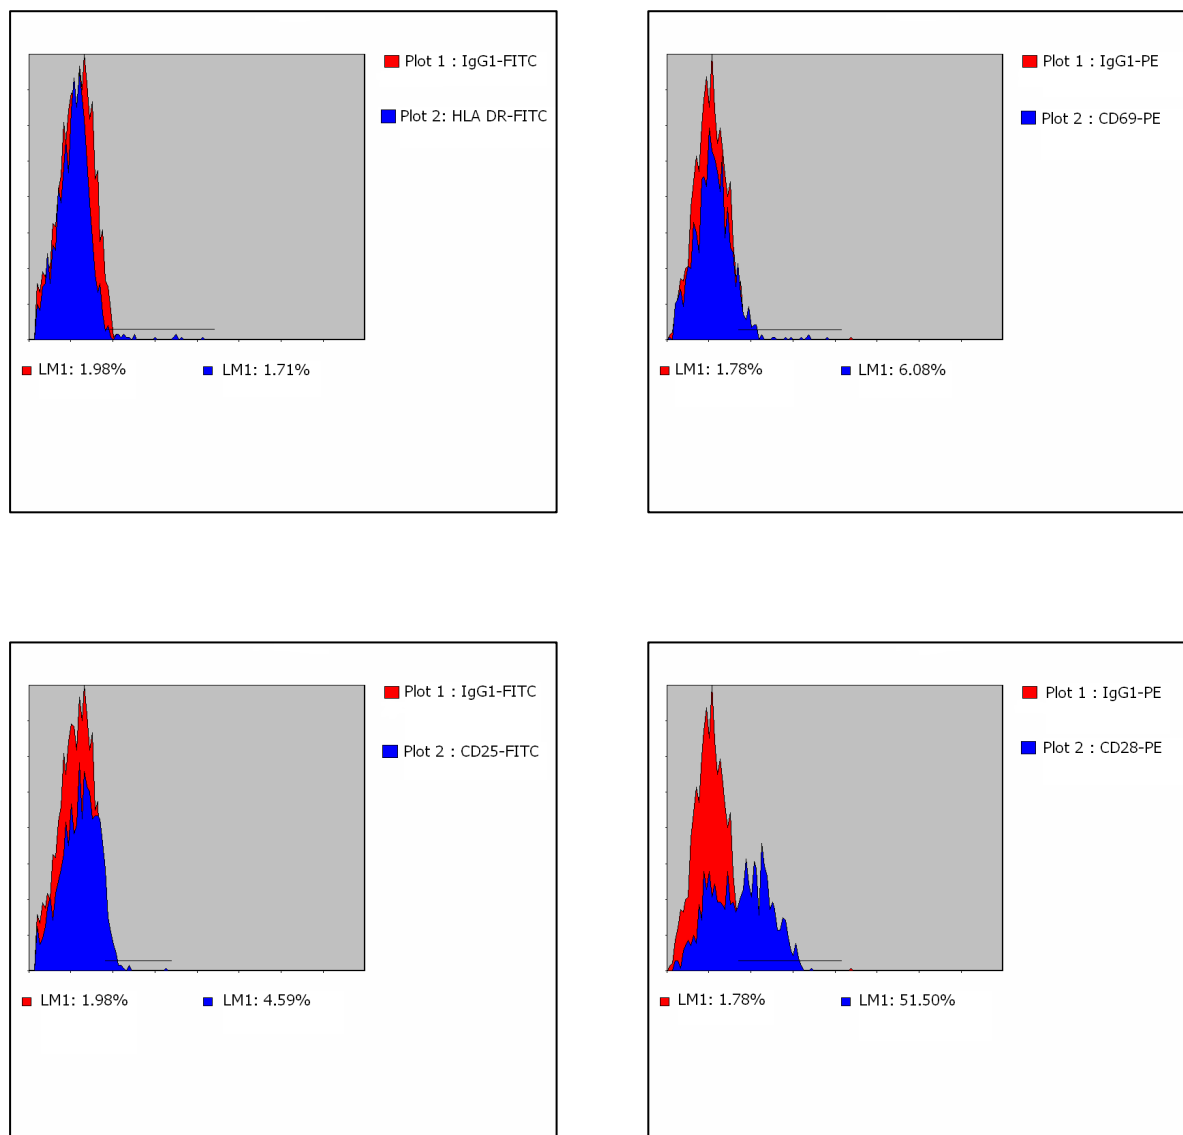 Plot 1 : IgG1-FITC
Plot 2: HLA DR-FITC
LM1: 1.98%
LM1: 1.71%
Plot 1 : IgG1-PE
Plot 2 : CD69-PE
LM1: 1.78%
LM1: 6.08%
Plot 1 : IgG1-FITC
Plot 2 : CD25-FITC
LM1: 1.98%
LM1: 4.59%
Plot 1 : IgG1-PE
Plot 2 : CD28-PE
LM1: 1.78%
LM1: 51.50%